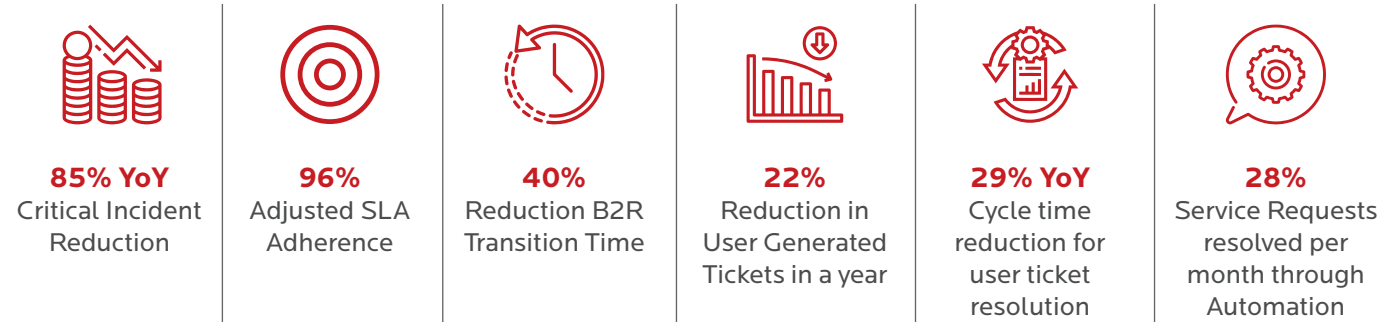 85% YoY
Critical Incident
Reduction
96%
Adjusted SLA
Adherence
40%
Reduction B2R
Transition Time
22%
Reduction in
User Generated
Tickets in a year
29% YoY
Cycle time
reduction for
user ticket
resolution
28%
Service Requests
resolved per
month through
Automation